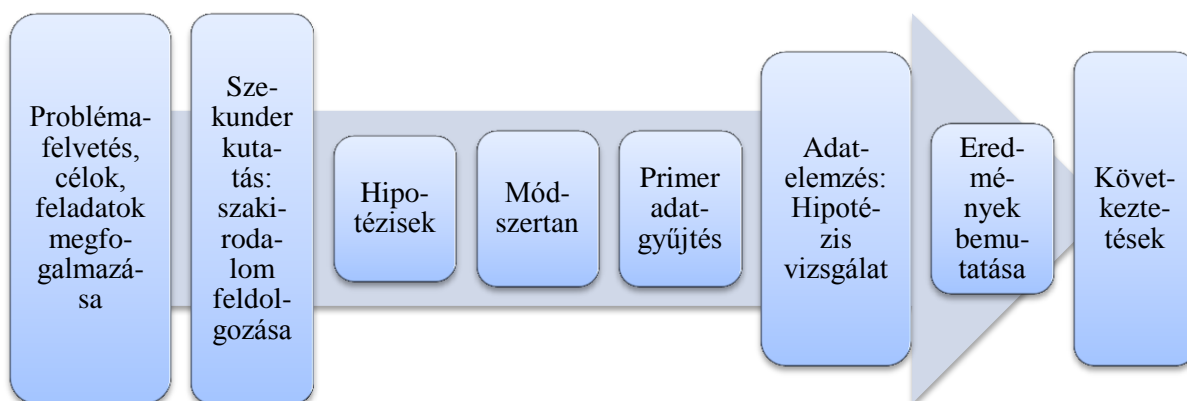 Probléma-
felvetés,
célok,
feladatok
megfo-
galmazá-
sa
Sze-
kunder
kuta-
tás:
szaki-
roda-
lom
feldol-
gozása
Hipo-
tézisek
Mód-
szertan
Primer
adat-
gyűjtés
Adat-
elemzés:
Hipoté-
zis
vizsgálat
Ered-
mé-
nyek
bemu-
tatása
Követ-
kezte-
tések